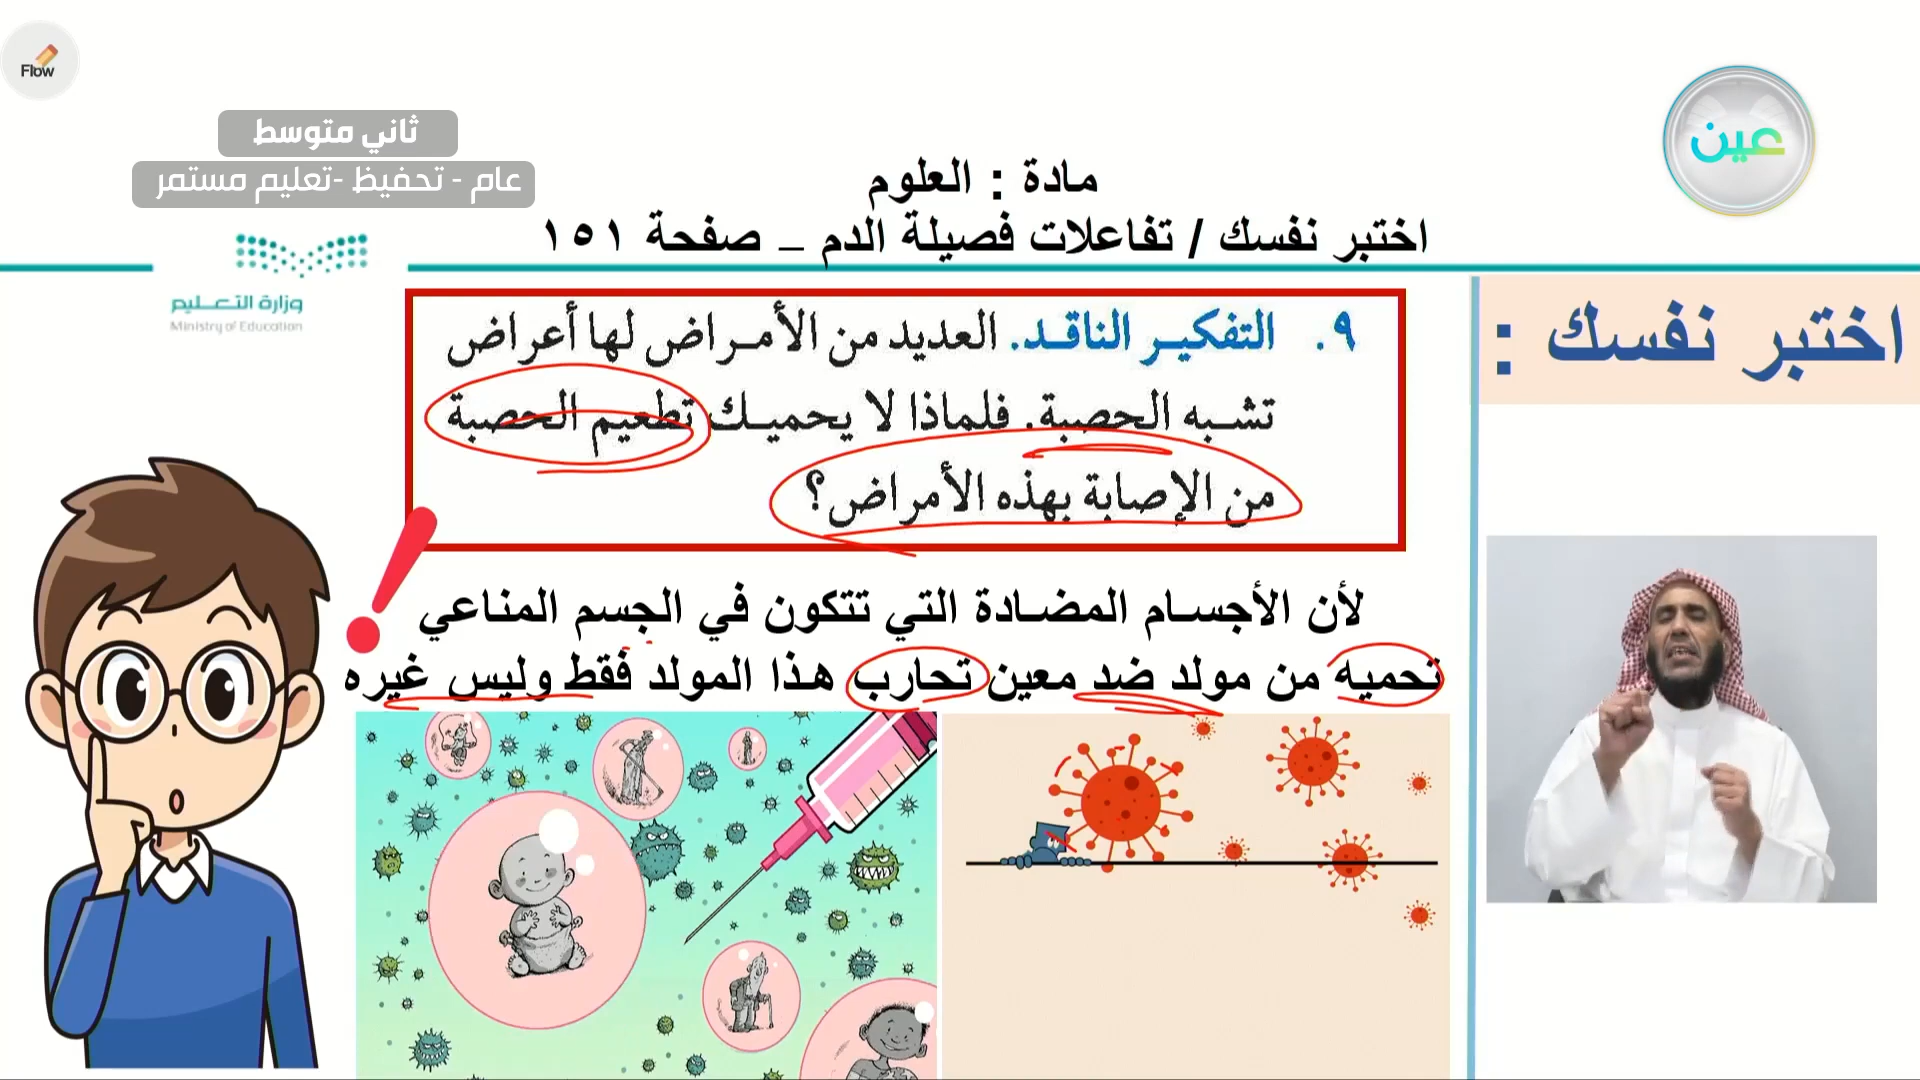 Flow
ثاني متوسط
عام - تحفيظ -تعليم مستمر
عين
مادة : العلوم
اختبر نفسك / تفاعلات فصيلة الدم – صفحة ١٥١
وزارة التعليم
Ministry of Education
اختبر نفسك :
٩. التفكير الناقد. العديد من الأمراض لها أعراض
تشبه الحصبة. فلماذا لا يحميك تطعيم الحصبة
من الإصابة بهذه الأمراض؟
لأن الأجسام المضادة التي تتكون في الجسم المناعي
تحميه من مولد ضد معين تحارب هذا المولد فقط وليس غيره